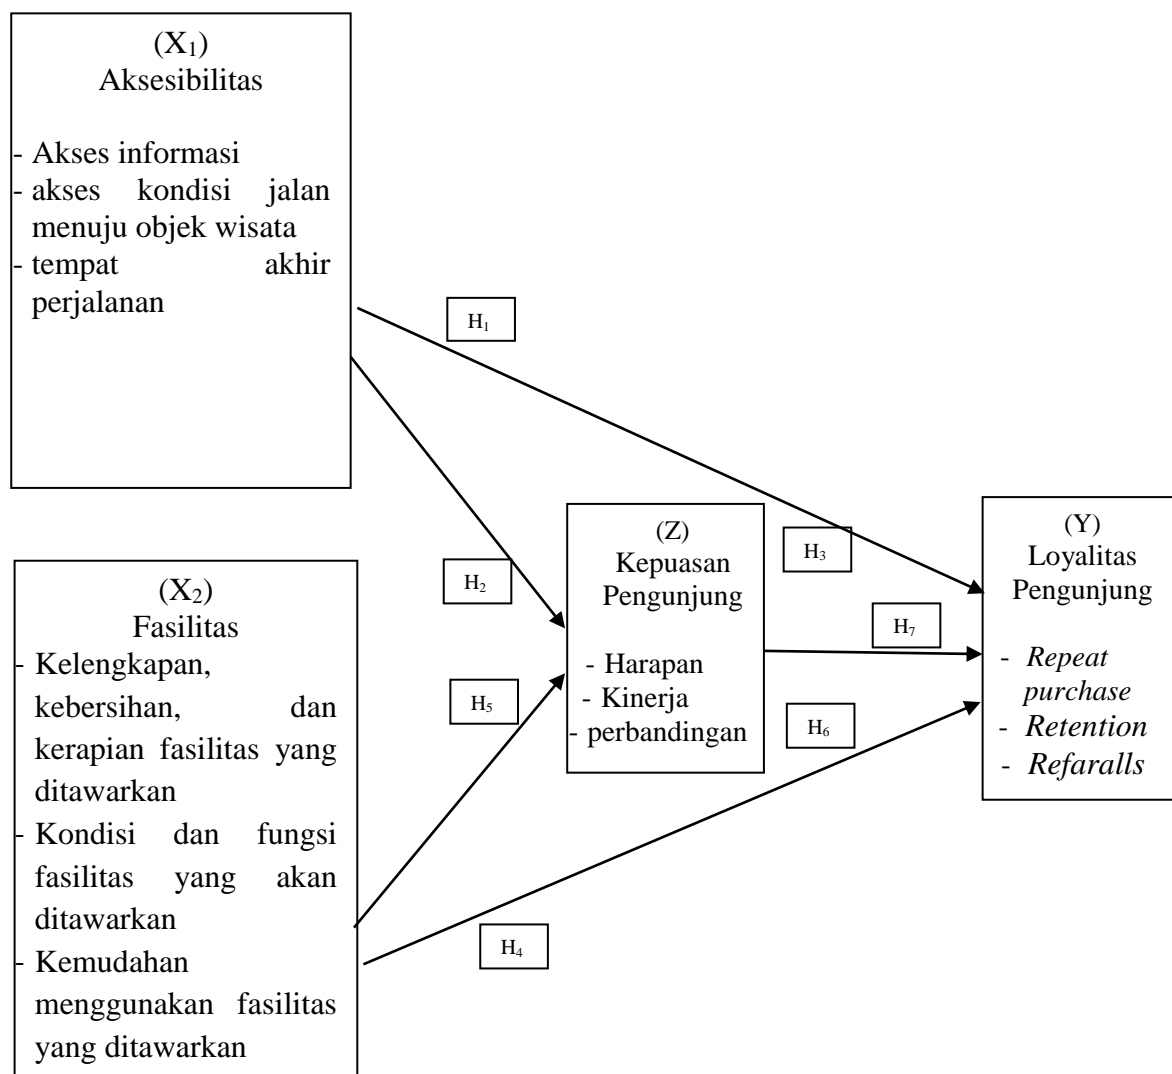 (X₁)
Aksesibilitas
- Akses informasi
- akses kondisi jalan
menuju objek wisata
- tempat akhir
perjalanan
H₁
H₂
(X₂)
Fasilitas
- Kelengkapan,
kebersihan, dan
kerapian fasilitas yang
ditawarkan
- Kondisi dan fungsi
fasilitas yang akan
ditawarkan
- Kemudahan
menggunakan fasilitas
yang ditawarkan
H₅
H₄
(Z)
Kepuasan
Pengunjung
- Harapan
- Kinerja
- perbandingan
H₃
H₇
H₆
(Y)
Loyalitas
Pengunjung
- Repeat
purchase
- Retention
- Refaralls